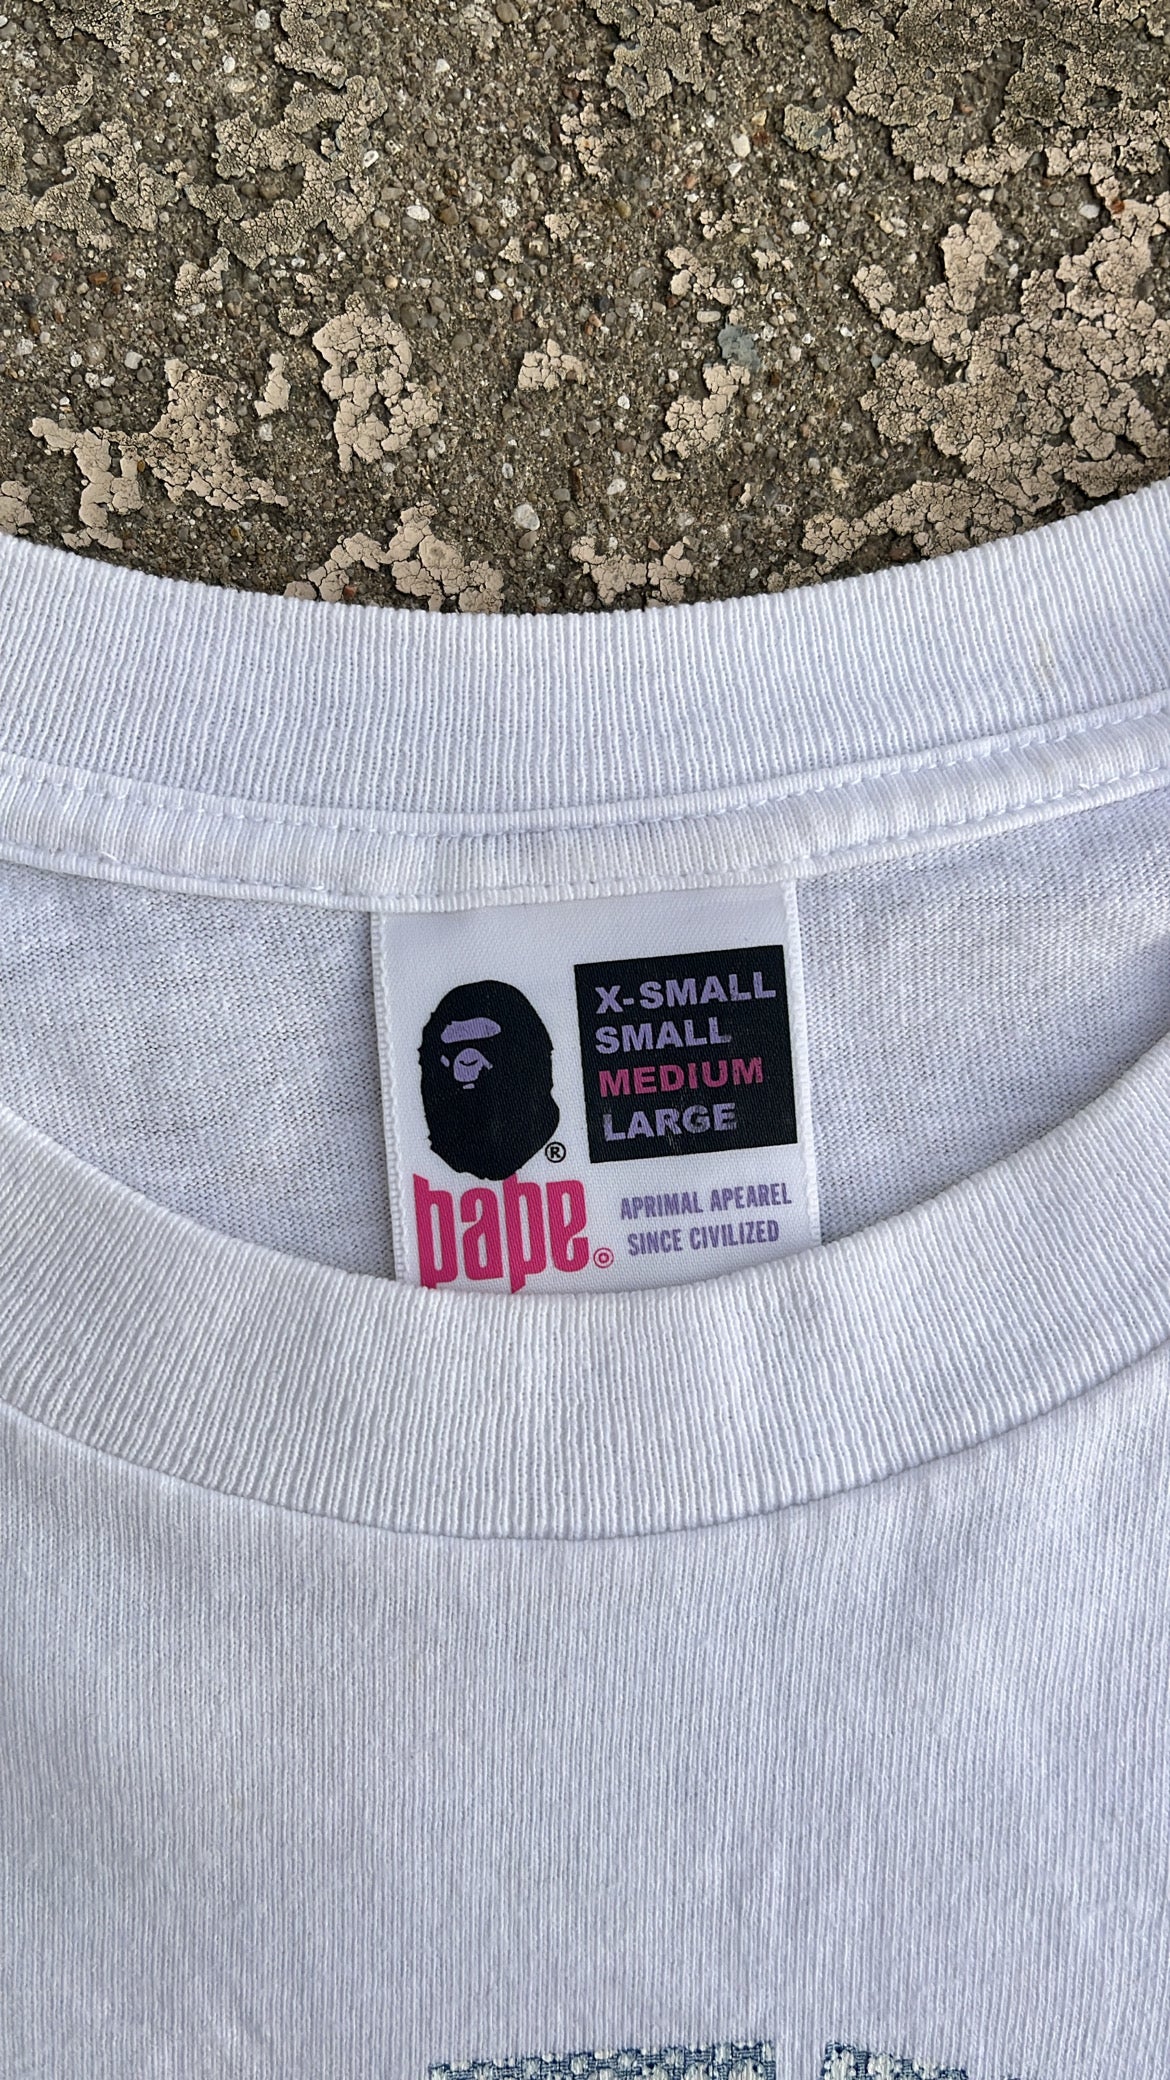 X-SMALL
SMALL
MEDIUM
LARGE
®
bape
APRIMAL APEAREL
SINCE CIVILIZED